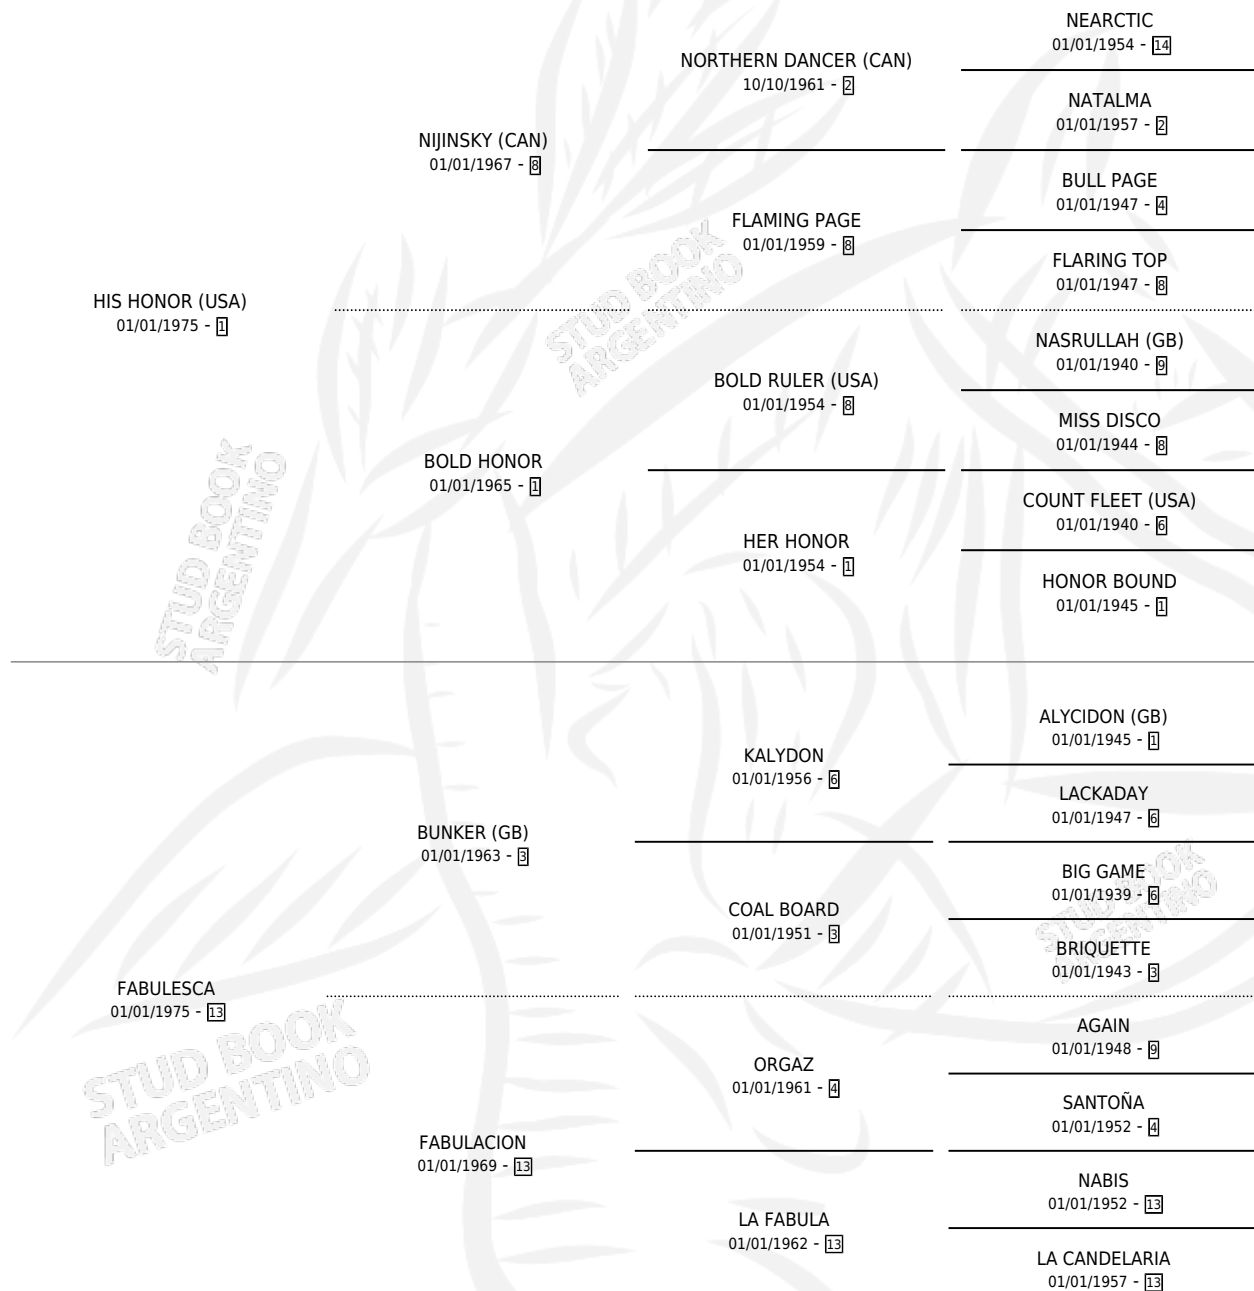 NEARCTIC
01/01/1954 - 14
NORTHERN DANCER (CAN)
10/10/1961 - 2
NATALMA
01/01/1957 - 2
NIJINSKY (CAN)
01/01/1967 - 8
BULL PAGE
01/01/1947 - 4
FLAMING PAGE
01/01/1959 - 8
FLARING TOP
01/01/1947 - 8
HIS HONOR (USA)
01/01/1975 - 1
NASRULLAH (GB)
01/01/1940 - 9
BOLD RULER (USA)
01/01/1954 - 8
MISS DISCO
01/01/1944 - 8
BOLD HONOR
01/01/1965 - 1
COUNT FLEET (USA)
01/01/1940 - 6
HER HONOR
01/01/1954 - 1
HONOR BOUND
01/01/1945 - 1
STUD BOOK
ARGENTINO
STUD BOOK
ARGENTINO
ALYCIDON (GB)
01/01/1945 - 1
KALYDON
01/01/1956 - 6
LACKADAY
01/01/1947 - 6
BUNKER (GB)
01/01/1963 - 3
BIG GAME
01/01/1939 - 6
COAL BOARD
01/01/1951 - 3
BRIQUETTE
01/01/1943 - 3
FABULESCA
01/01/1975 - 13
AGAIN
01/01/1948 - 9
ORGAZ
01/01/1961 - 4
SANTOÑA
01/01/1952 - 4
FABULACION
01/01/1969 - 13
NABIS
01/01/1952 - 13
LA FABULA
01/01/1962 - 13
LA CANDELARIA
01/01/1957 - 13
STUD BOOK
ARGENTINO
STUD BOOK
ARGENTINO